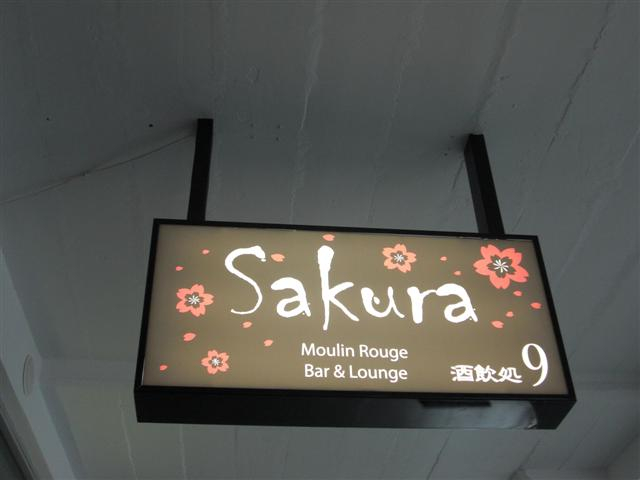 Sakura
Moulin Rouge
Bar & Lounge
酒飲処 9